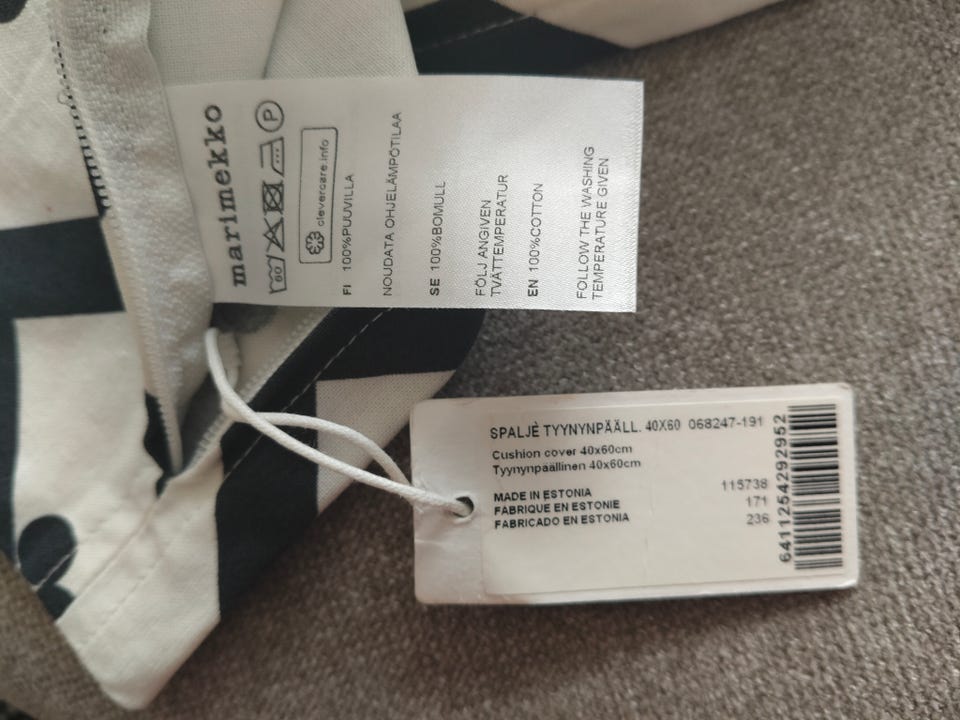 marimekko
60 P
clevercare.info
FI 100%PUUVILLA
NOUDATA OHJELÄMPÖTILAA
SE 100%BOMULL
FÖLJ ANGIVEN
TVÄTTEMPERATUR
EN 100%COTTON
FOLLOW THE WASHING
TEMPERATURE GIVEN
SPALJÈ TYYNYNPÄÄLL. 40X60 068247-191
Cushion cover 40x60cm
Tyynynpäällinen 40x60cm
MADE IN ESTONIA 115738
FABRIQUE EN ESTONIE 171
FABRICADO EN ESTONIA 236
6411254292952